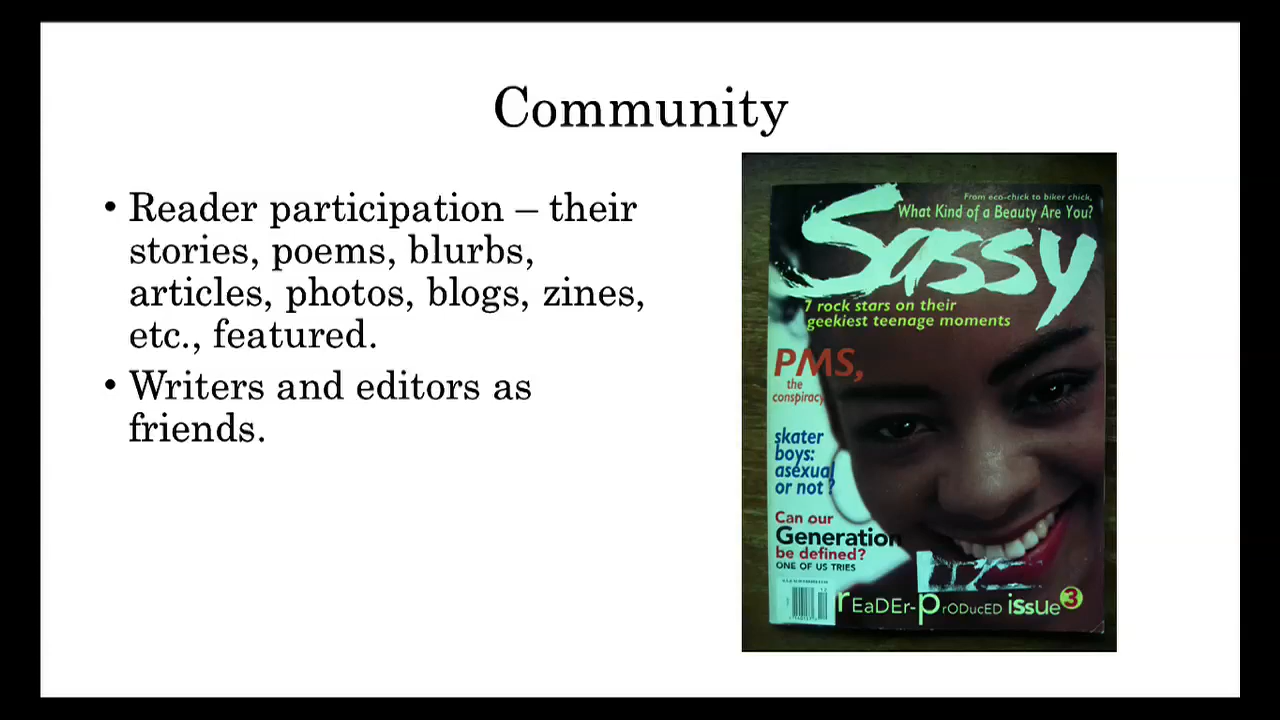 Community
• Reader participation – their
stories, poems, blurbs,
articles, photos, blogs, zines,
etc., featured.
• Writers and editors as
friends.
From eco-chick to biker chick,
What Kind of a Beauty Are You?
Sassy
7 rock stars on their
geekiest teenage moments
PMS,
the
conspiracy
skater
boys:
asexual
or not?
Can our
Generation
be defined?
ONE OF US TRIES
rEaDEr-prODucED iSsUe 3